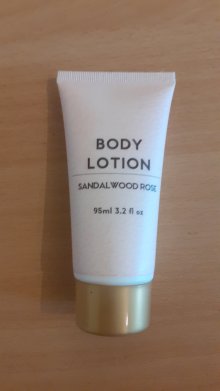 BODY
LOTION
SANDALWOOD ROSE
95ml 3.2 fl oz